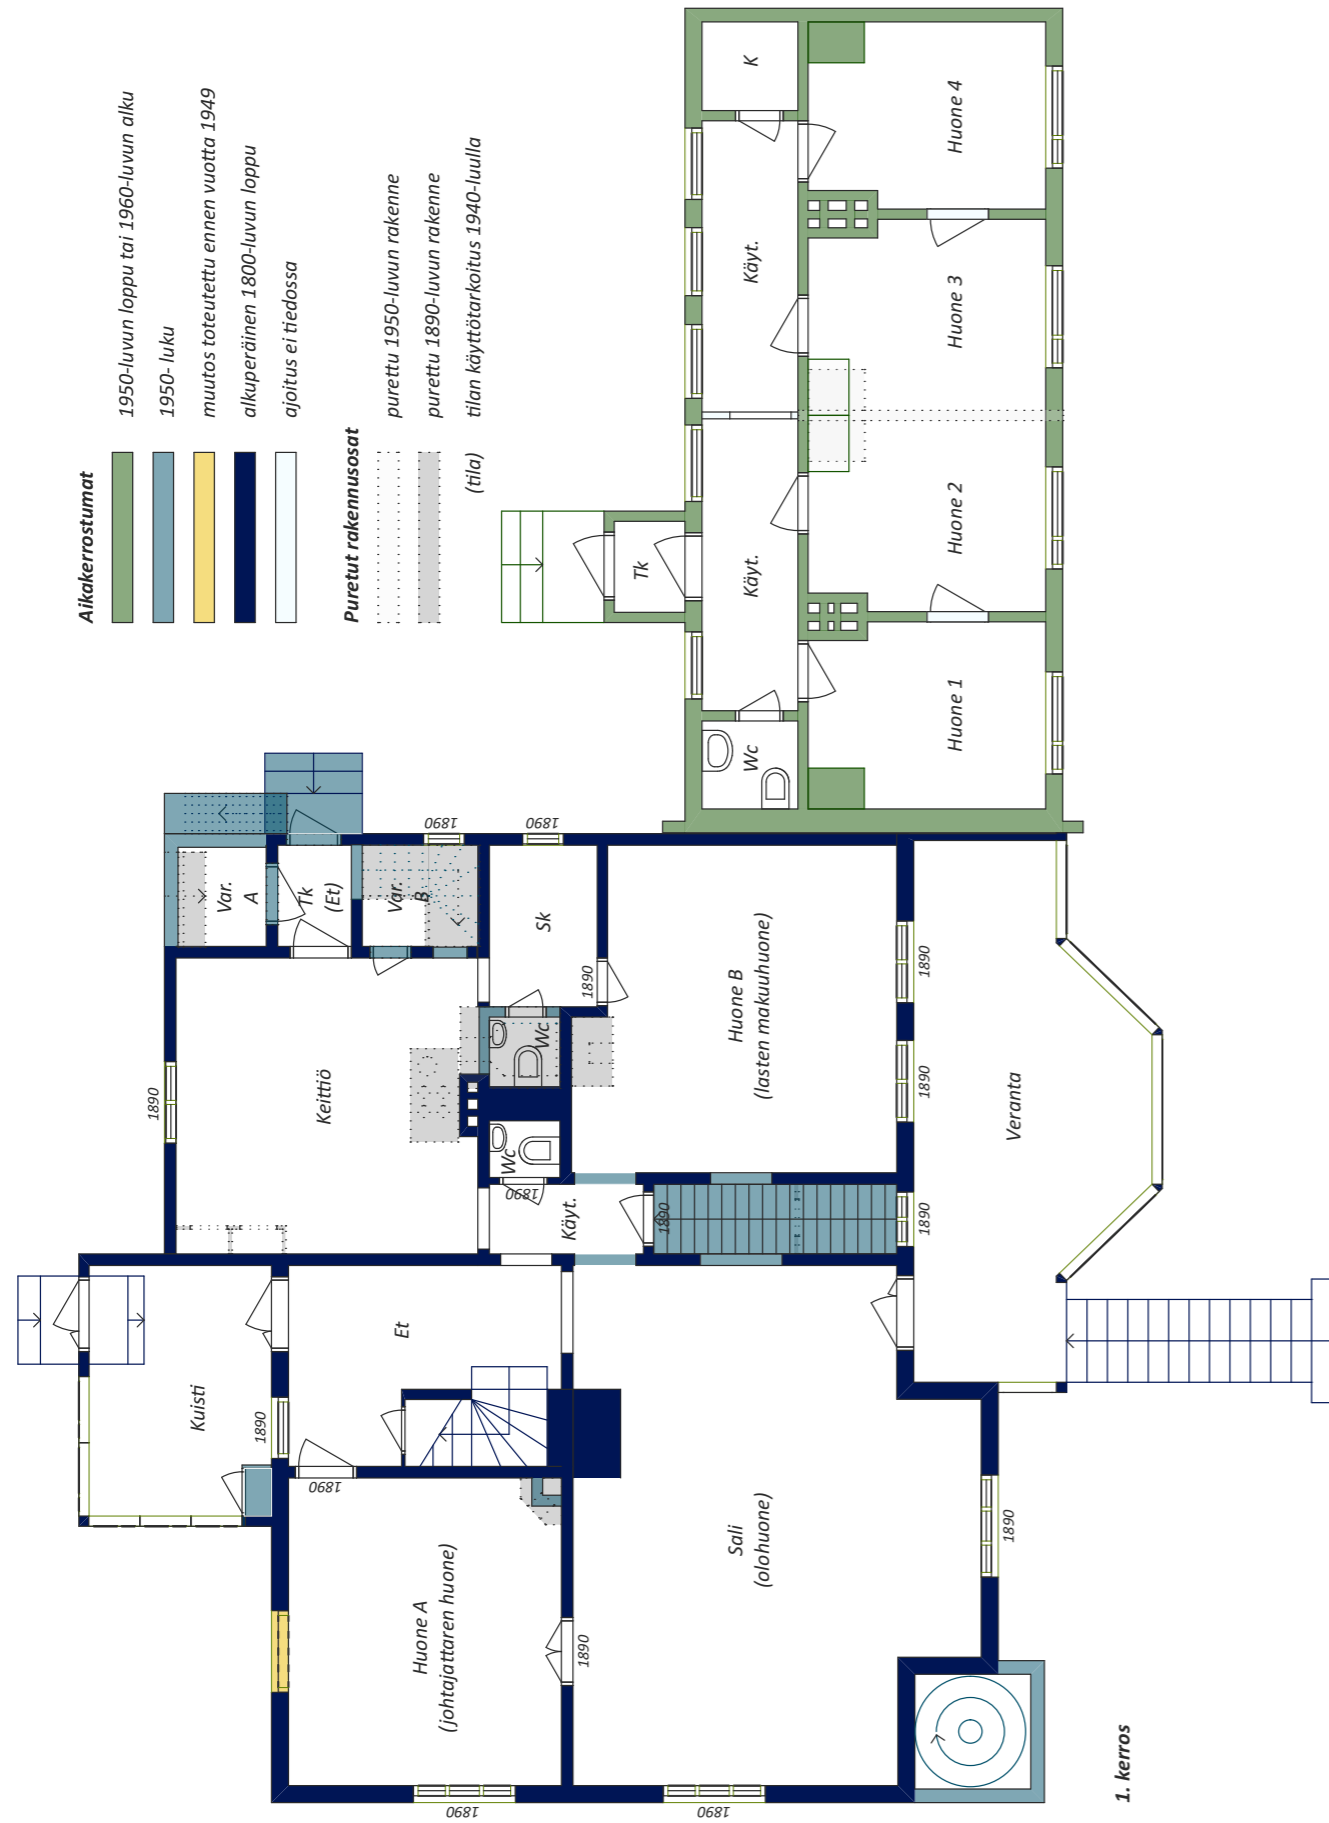 Aikakerrostumat
1950-luvun loppu tai 1960-luvun alku
1950- luku
muutos toteutettu ennen vuotta 1949
alkuperäinen 1800-luvun loppu
ajoitus ei tiedossa
Puretut rakennusosat
purettu 1950-luvun rakenne
purettu 1890-luvun rakenne
(tila) tilan käyttötarkoitus 1940-luulla
Kuisti
1890
1890
Huone A
(johtajattaren huone)
1890
1890
Et
Sali
(olohuone)
1890
1890
Keittiö
1890
Var.
A
Tk
(Et)
Var.
B
1890
1890
Sk
1890
Wc
Wc
1890
Käyt.
1890
Huone B
(lasten makuuhuone)
1890
1890
1890
Veranta
Tk
Wc
Käyt.
Käyt.
K
Huone 1
Huone 2
Huone 3
Huone 4
1. kerros